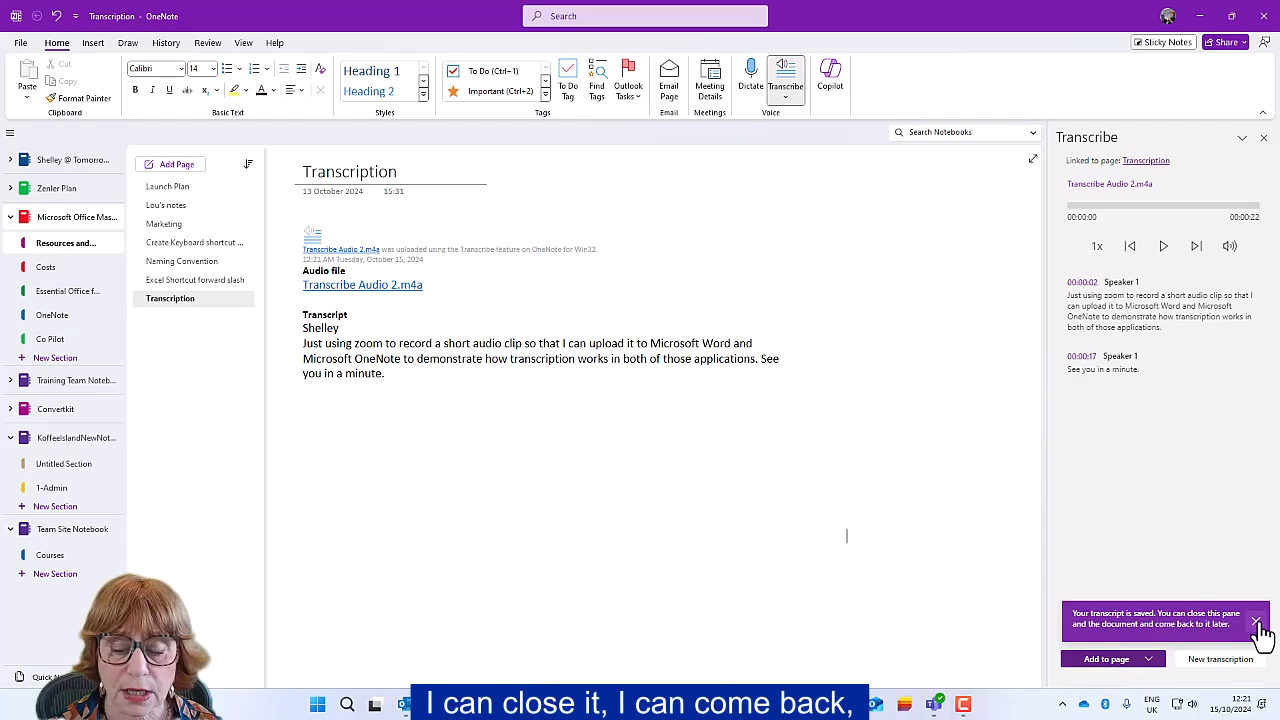 Transcription - OneNote
Search
File Home Insert Draw History Review View Help
Sticky Notes
Share
Paste
Cut
Copy
Format Painter
Clipboard
Calibri
14
B I U ab x A
Basic Text
Heading 1
Heading 2
Styles
To Do (Ctrl+1)
Important (Ctrl+2)
To Do Tag
Find Tags
Outlook Tasks
Tags
Email Page
Email
Meeting Details
Meetings
Dictate
Transcribe
Voice
Copilot
Search Notebooks
Shelley @ Tomorro...
Zenler Plan
Microsoft Office Mas...
Resources and...
Costs
Essential Office f...
OneNote
Co Pilot
New Section
Training Team Noteb...
Convertkit
KoffeeIslandNewNot...
Untitled Section
1-Admin
New Section
Team Site Notebook
Courses
New Section
Quick No
Add Page
Launch Plan
Lou's notes
Marketing
Create Keyboard shortcut ...
Naming Convention
Excel Shortcut forward slash
Transcription
Transcription
13 October 2024 15:31
Transcribe Audio 2.m4a was uploaded using the Transcribe feature on OneNote for Win32.
12:21 AM Tuesday, October 15, 2024
Audio file
Transcribe Audio 2.m4a
Transcript
Shelley
Just using zoom to record a short audio clip so that I can upload it to Microsoft Word and
Microsoft OneNote to demonstrate how transcription works in both of those applications. See
you in a minute.
Transcribe
Linked to page: Transcription
Transcribe Audio 2.m4a
00:00:00 00:00:22
1x
00:00:02 Speaker 1
Just using zoom to record a short audio clip so that I
can upload it to Microsoft Word and Microsoft
OneNote to demonstrate how transcription works in
both of those applications.
00:00:17 Speaker 1
See you in a minute.
Your transcript is saved. You can close this pane
and the document and come back to it later.
Add to page
New transcription
I can close it, I can come back,
ENG
UK
12:21
15/10/2024